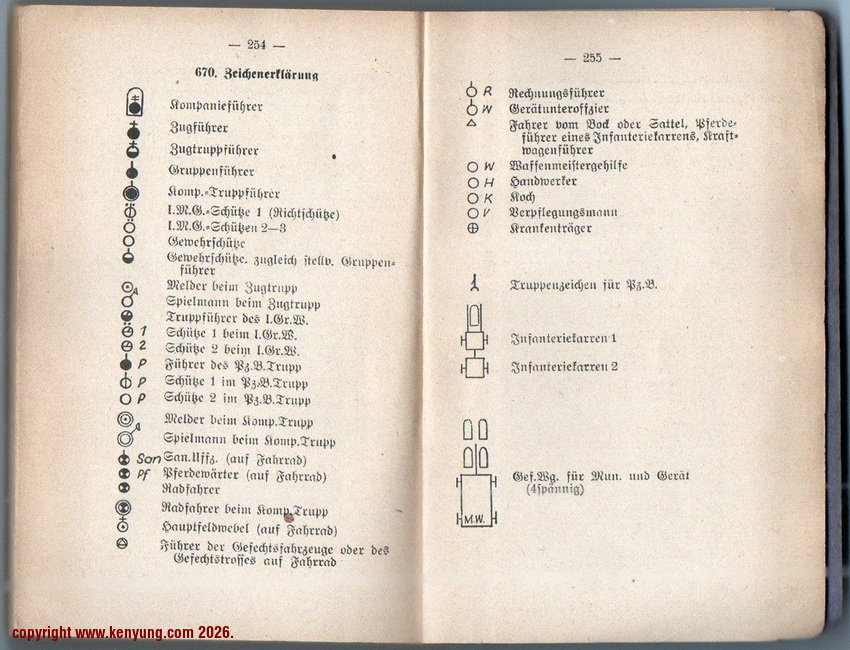 — 254 —
670. Zeichenerklärung
Kompanieführer
Zugführer
Zugtruppführer
Gruppenführer
Komp.=Truppführer
l.M.G.=Schütze 1 (Richtschütze)
l.M.G.=Schützen 2—3
Gewehrschütze
Gewehrschütze, zugleich stellv. Gruppen=
führer
Melder beim Zugtrupp
Spielmann beim Zugtrupp
Truppführer des l.Gr.W.
1 Schütze 1 beim l.Gr.W.
2 Schütze 2 beim l.Gr.W.
P Führer des Pz.B.Trupp
P Schütze 1 im Pz.B.Trupp
P Schütze 2 im Pz.B.Trupp
Melder beim Komp.Trupp
Spielmann beim Komp.Trupp
San San.Uffz. (auf Fahrrad)
Pf Pferdewärter (auf Fahrrad)
Radfahrer
Radfahrer beim Komp.Trupp
Hauptfeldwebel (auf Fahrrad)
Führer der Gefechtsfahrzeuge oder des
Gefechtstrosses auf Fahrrad
— 255 —
R Rechnungsführer
W Gerätunteroffzier
Fahrer vom Bock oder Sattel, Pferde=
führer eines Infanteriekarrens, Kraft=
wagenführer
W Waffenmeistergehilfe
H Handwerker
K Koch
V Verpflegungsmann
Krankenträger
Truppenzeichen für Pz.B.
Infanteriekarren 1
Infanteriekarren 2
Gef.Wg. für Mun. und Gerät
(4spännig)
M.W.
copyright www.kenyung.com 2026.